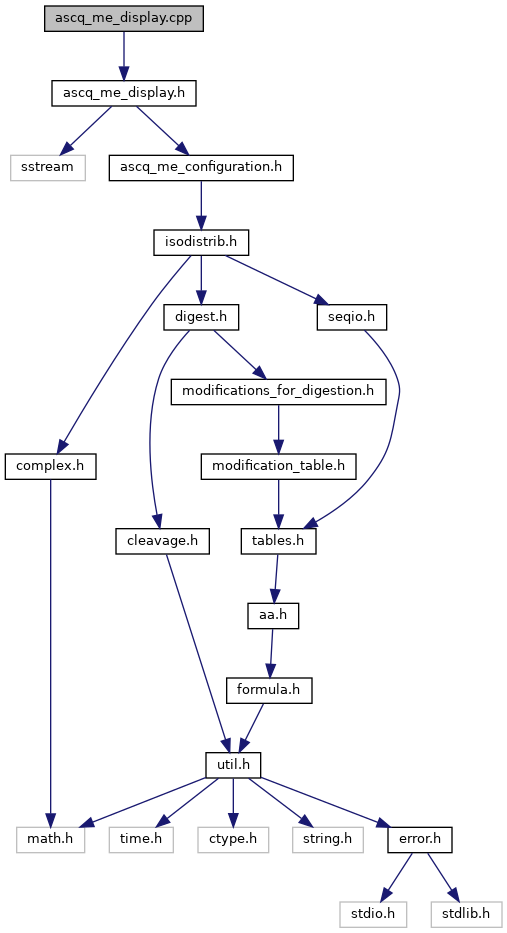 ascq_me_display.cpp
ascq_me_display.h
sstream
ascq_me_configuration.h
isodistrib.h
digest.h
seqio.h
modifications_for_digestion.h
complex.h
modification_table.h
cleavage.h
tables.h
aa.h
formula.h
util.h
math.h
time.h
ctype.h
string.h
error.h
stdio.h
stdlib.h